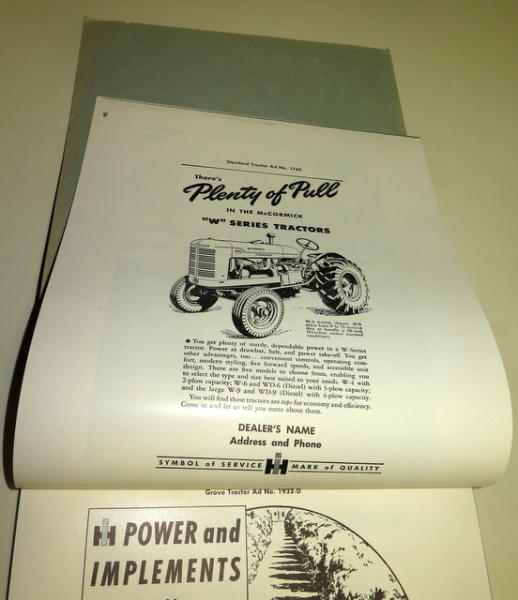 Standard Tractor Ad No. 1765
There's
Plenty of Pull
IN THE McCORMICK
"W" SERIES TRACTORS
W-6 tractor shown. Will
● You get plenty of sturdy, dependable power in a W-Series
tractor. Power at drawbar, belt, and power take-off. You get
other advantages, too . . . convenient controls, operating com-
fort, modern styling, five forward speeds, and accessible unit
design. There are five models to choose from, enabling you
to select the type and size best suited to your needs. W-4 with
2-plow capacity; W-6 and WD-6 (Diesel) with 3-plow capacity;
and the large W-9 and WD-9 (Diesel) with 4-plow capacity.
You will find these tractors are tops for economy and efficiency.
Come in and let us tell you more about them.
DEALER'S NAME
Address and Phone
SYMBOL of SERVICE IH MARK of QUALITY
Grove Tractor Ad No. 1932-D
IH POWER and
IMPLEMENTS